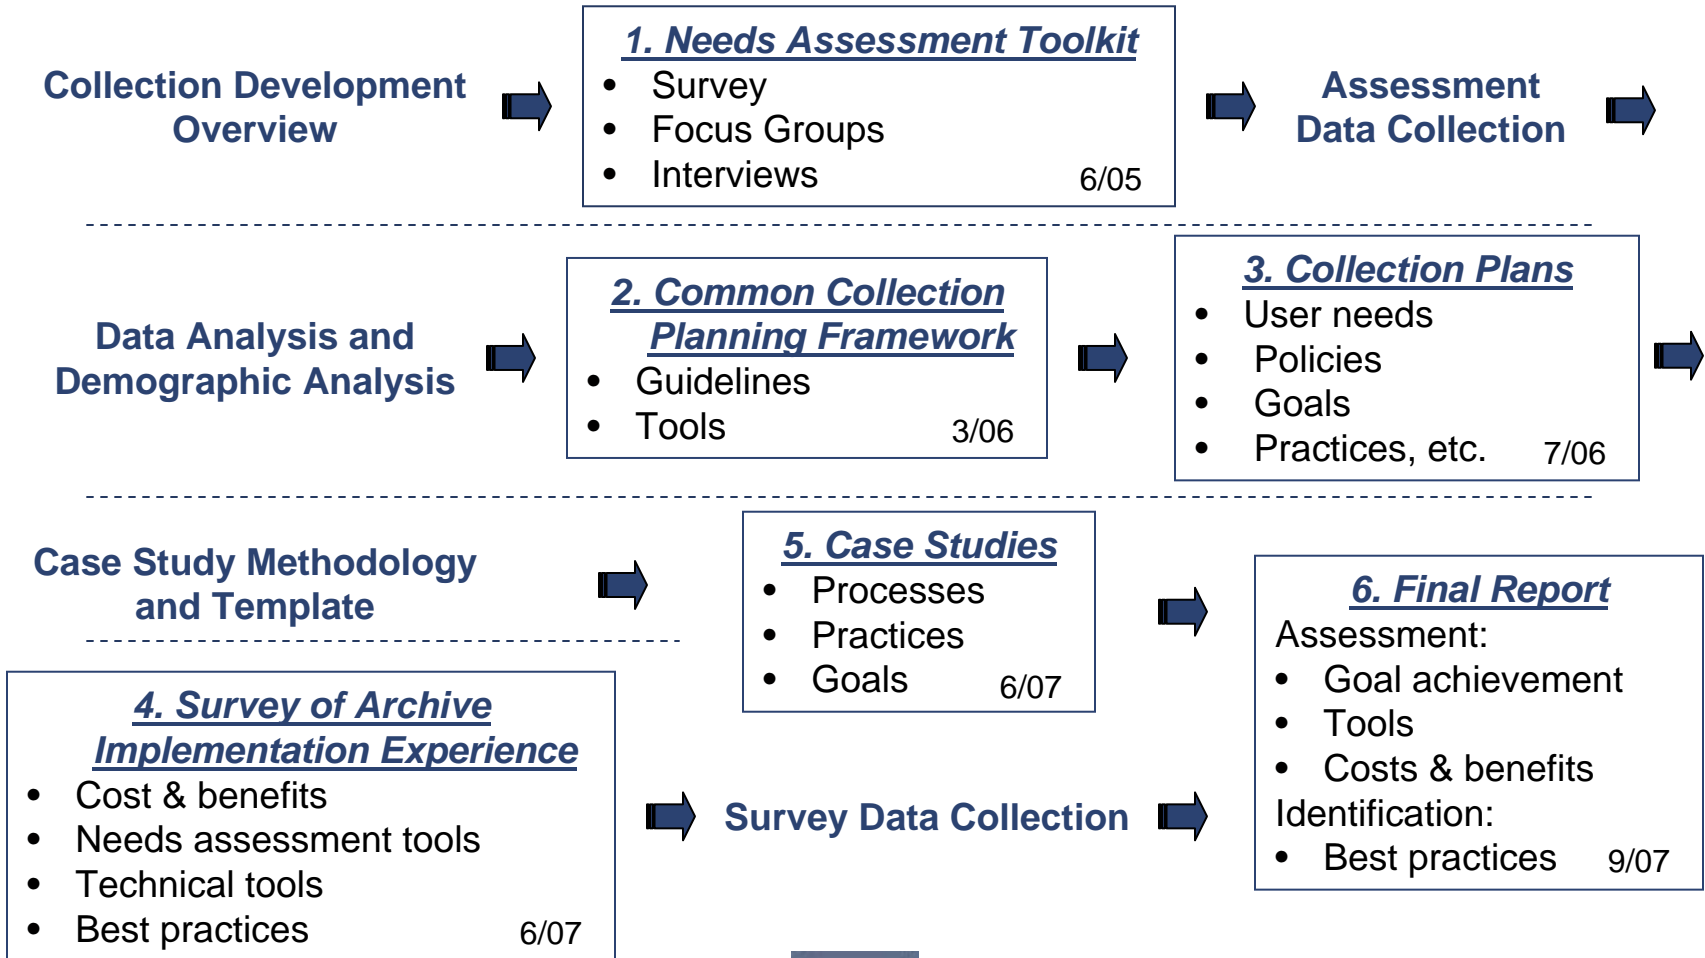 Collection Development
Overview
1. Needs Assessment Toolkit
• Survey
• Focus Groups
• Interviews
6/05
Assessment
Data Collection
Data Analysis and
Demographic Analysis
2. Common Collection
Planning Framework
• Guidelines
• Tools
3/06
3. Collection Plans
• User needs
• Policies
• Goals
• Practices, etc.
7/06
Case Study Methodology
and Template
5. Case Studies
• Processes
• Practices
• Goals
6/07
4. Survey of Archive
Implementation Experience
• Cost & benefits
• Needs assessment tools
• Technical tools
• Best practices
6/07
Survey Data Collection
6. Final Report
Assessment:
• Goal achievement
• Tools
• Costs & benefits
Identification:
• Best practices
9/07